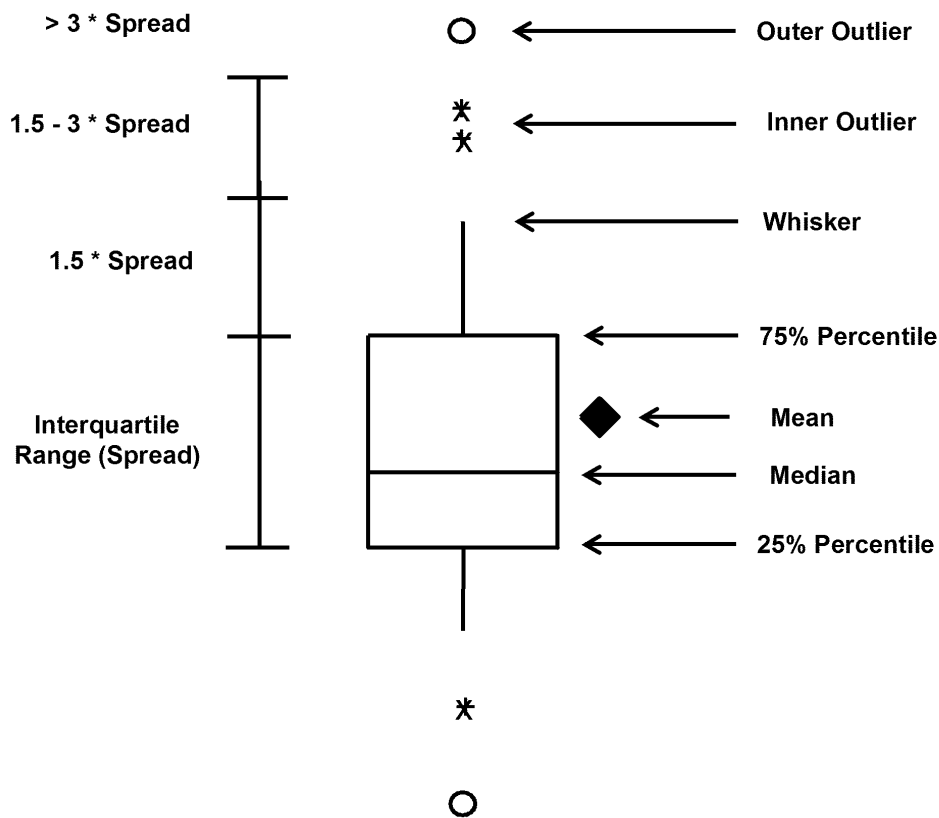 > 3 * Spread
Outer Outlier
1.5 - 3 * Spread
Inner Outlier
Whisker
1.5 * Spread
75% Percentile
Interquartile
Range (Spread)
Mean
Median
25% Percentile